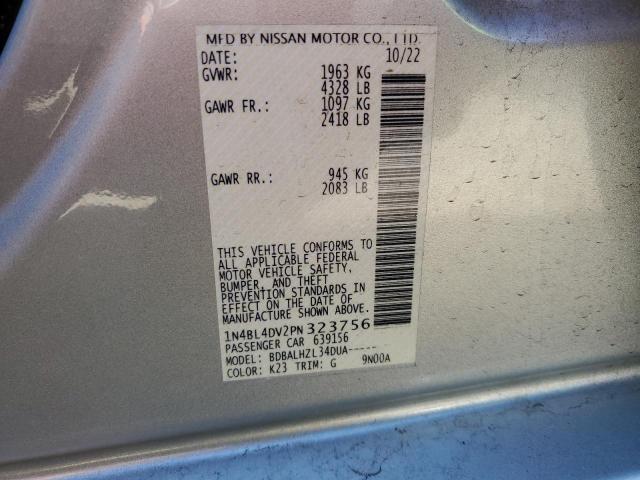 MFD BY NISSAN MOTOR CO., LTD.
DATE: 10/22
GVWR: 1963 KG
4328 LB
GAWR FR.: 1097 KG
2418 LB
GAWR RR.: 945 KG
2083 LB
THIS VEHICLE CONFORMS TO
ALL APPLICABLE FEDERAL
MOTOR VEHICLE SAFETY,
BUMPER, AND THEFT
PREVENTION STANDARDS IN
EFFECT ON THE DATE OF
MANUFACTURE SHOWN ABOVE.
1N4BL4DV2PN323756
PASSENGER CAR 639156
MODEL: BDBALHZL34DUA-----
COLOR: K23 TRIM: G 9N00A